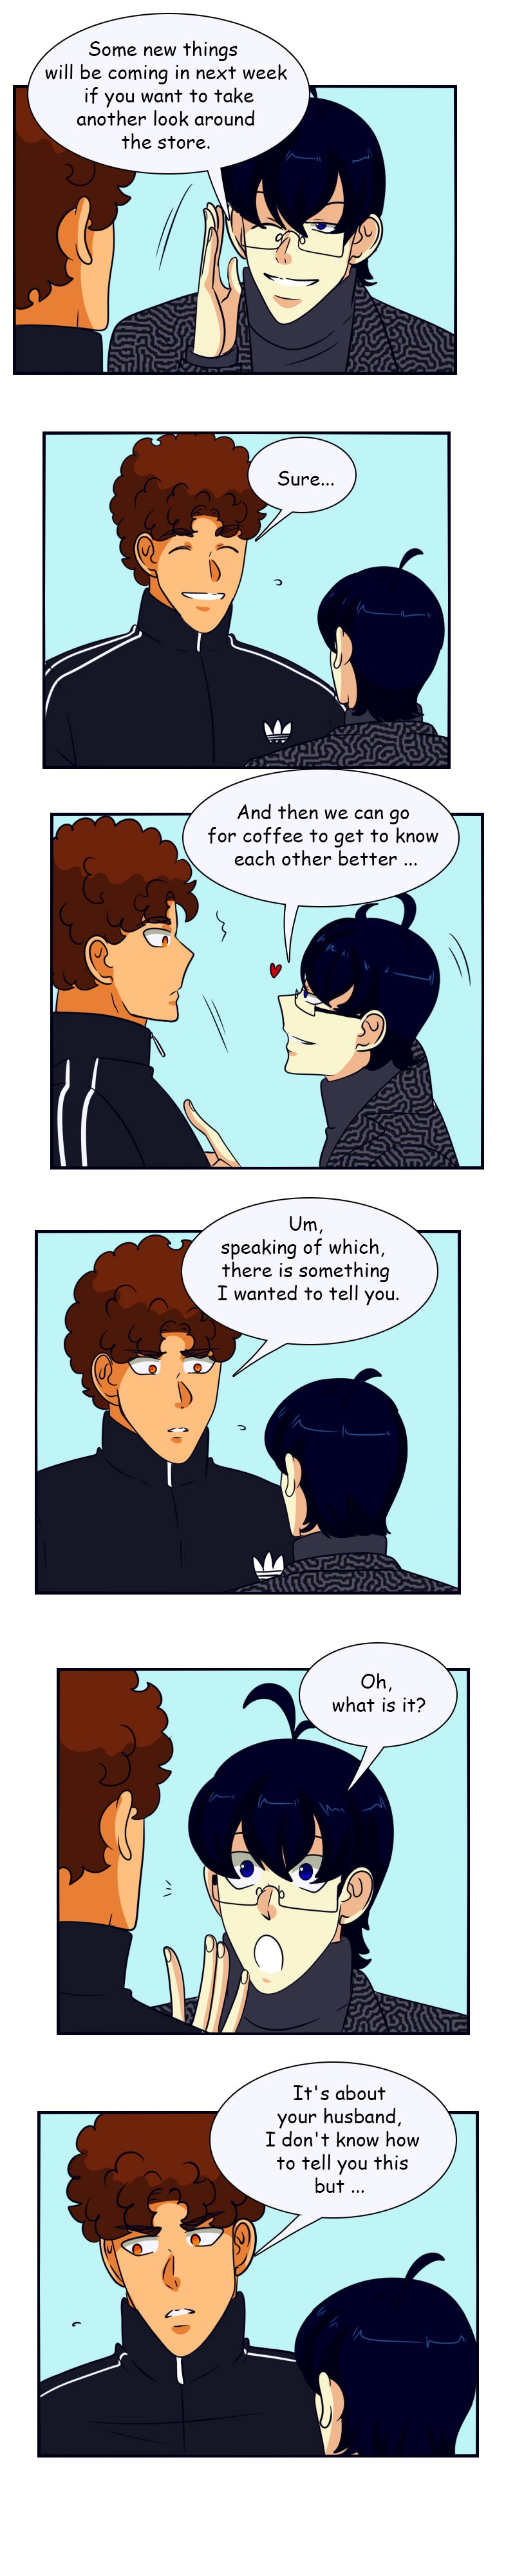 Some new things
will be coming in next week
if you want to take
another look around
the store.
Sure...
And then we can go
for coffee to get to know
each other better ...
Um,
speaking of which,
there is something
I wanted to tell you.
Oh,
what is it?
It's about
your husband,
I don't know how
to tell you this
but ...